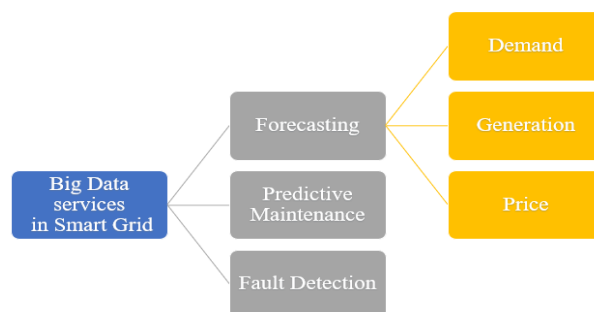 Big Data
services
in Smart Grid
Forecasting
Predictive
Maintenance
Fault Detection
Demand
Generation
Price